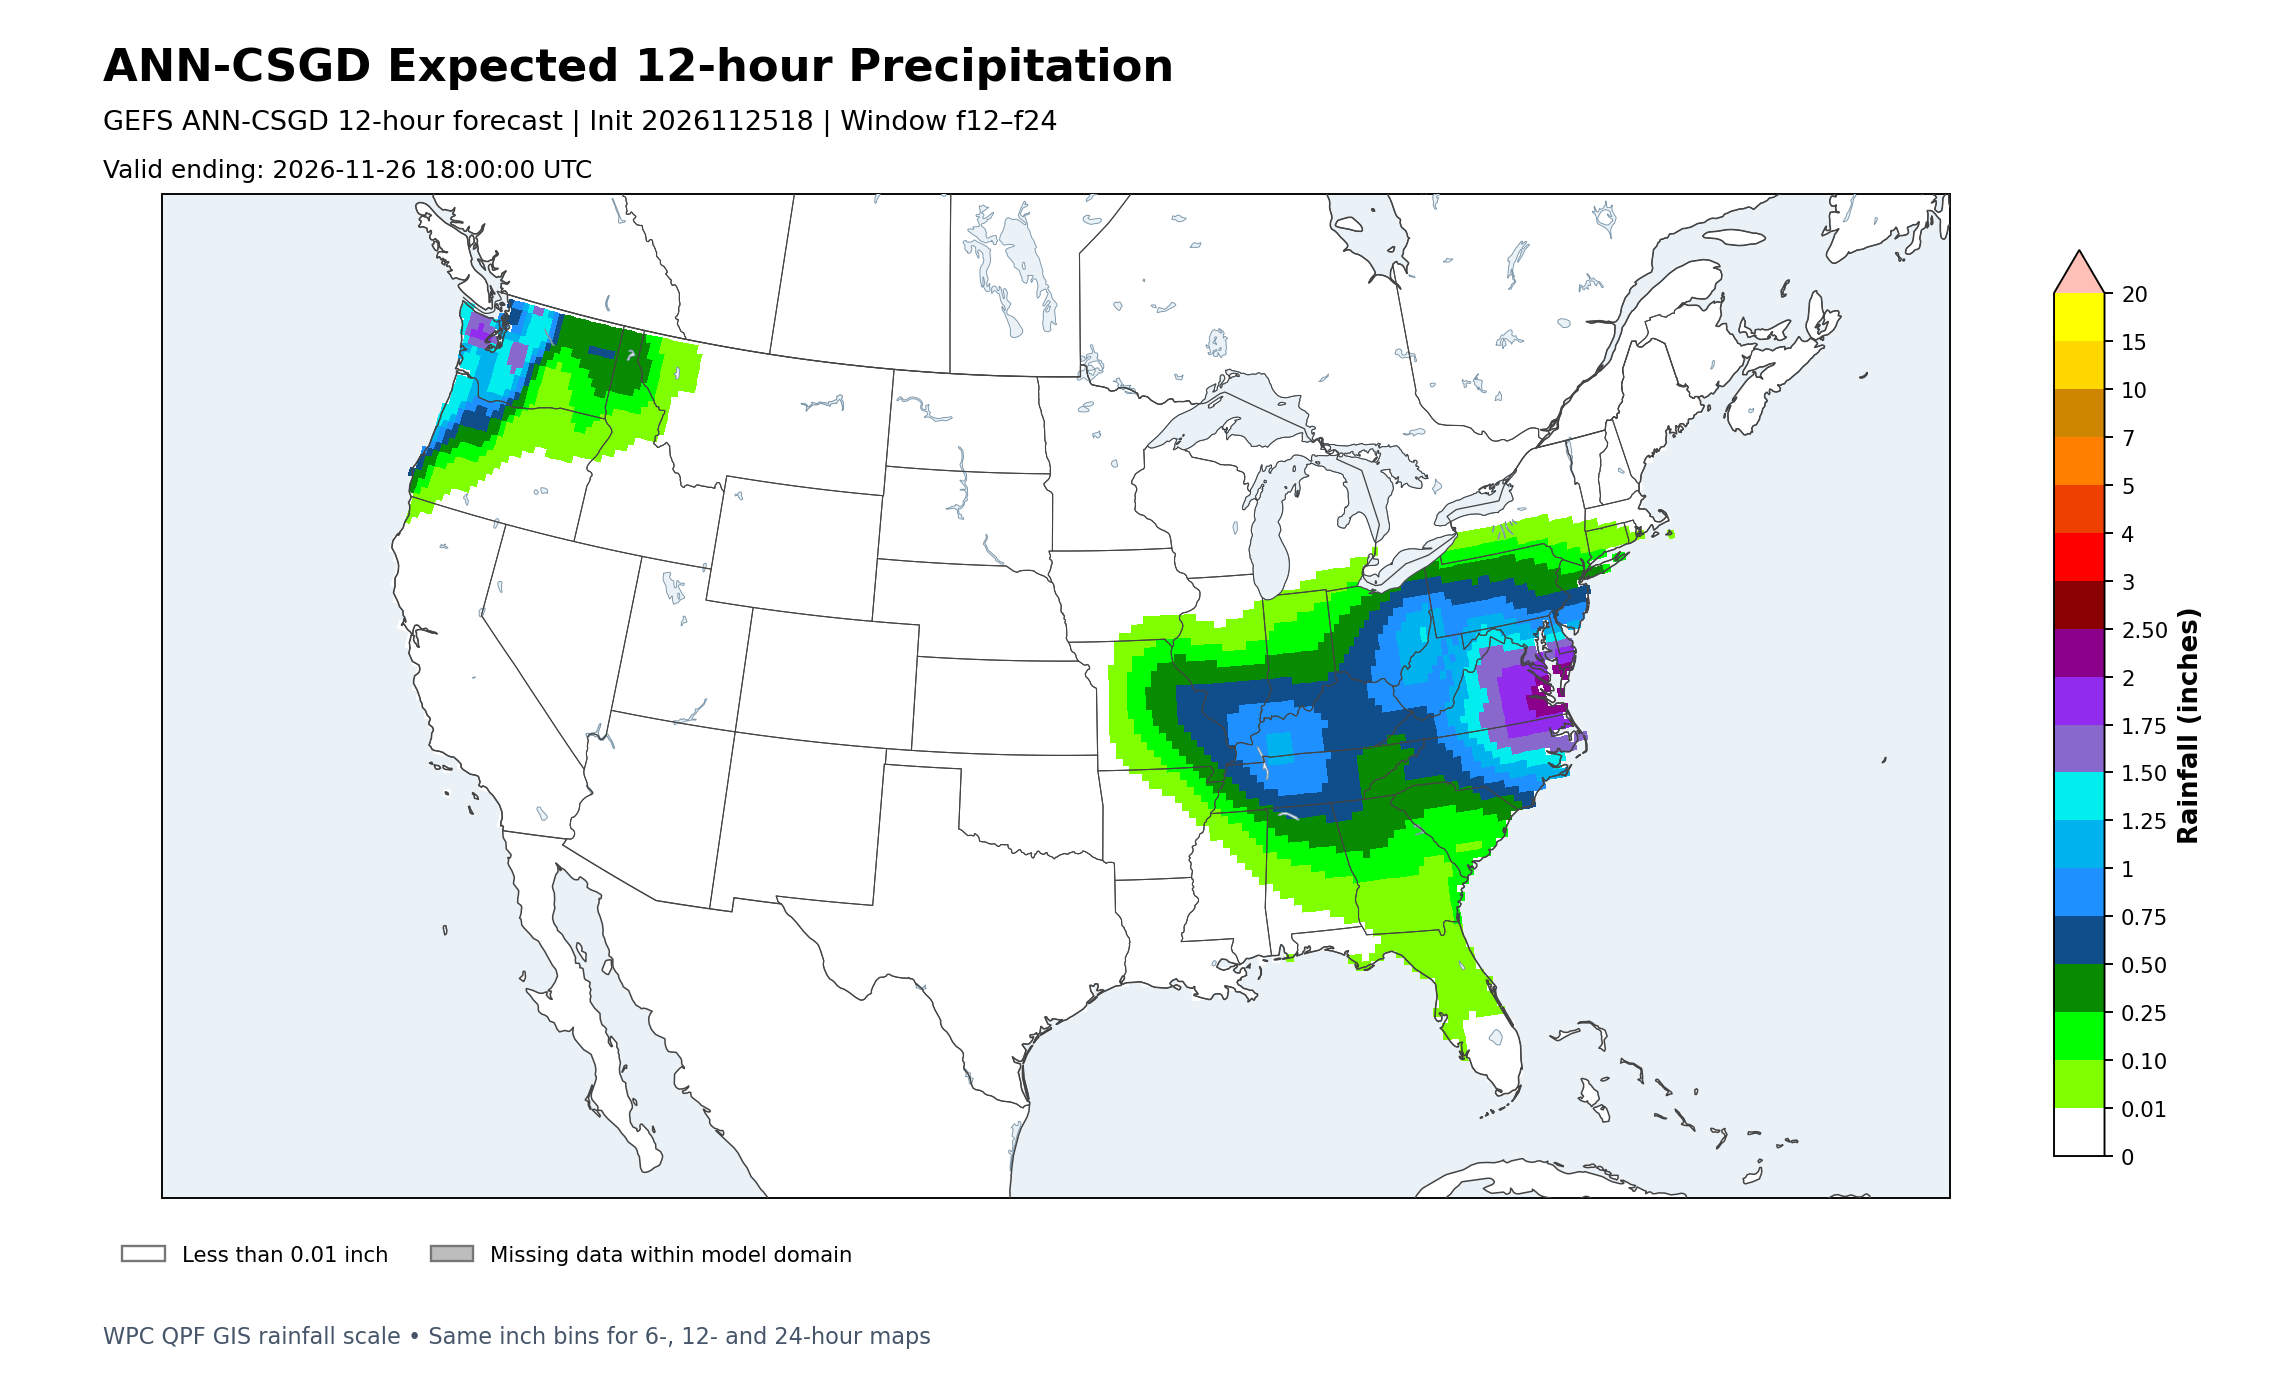 ANN-CSGD Expected 12-hour Precipitation
GEFS ANN-CSGD 12-hour forecast | Init 2026112518 | Window f12–f24
Valid ending: 2026-11-26 18:00:00 UTC
20
15
10
7
5
4
3
2.50
2
1.75
1.50
1.25
1
0.75
0.50
0.25
0.10
0.01
0
Rainfall (inches)
Less than 0.01 inch
Missing data within model domain
WPC QPF GIS rainfall scale • Same inch bins for 6-, 12- and 24-hour maps